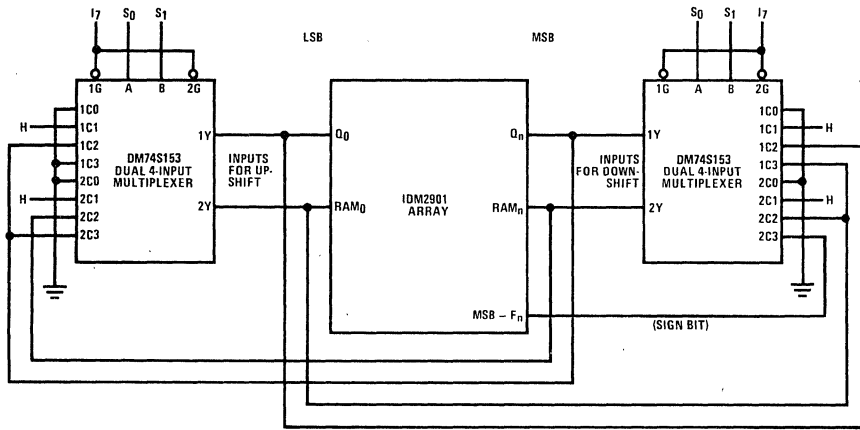 I7 S0 S1
LSB
MSB
S0 S1 I7
1G A B 2G
1G A B 2G
1C0
1C1
1C2
1C3
2C0
2C1
2C2
2C3
H
H
DM74S153
DUAL 4-INPUT
MULTIPLEXER
1Y
2Y
INPUTS
FOR UP-
SHIFT
Q0
RAM0
IDM2901
ARRAY
Qn
RAMn
MSB – Fn
INPUTS
FOR DOWN-
SHIFT
1Y
2Y
DM74S153
DUAL 4-INPUT
MULTIPLEXER
1C0
1C1
1C2
1C3
2C0
2C1
2C2
2C3
H
H
(SIGN BIT)